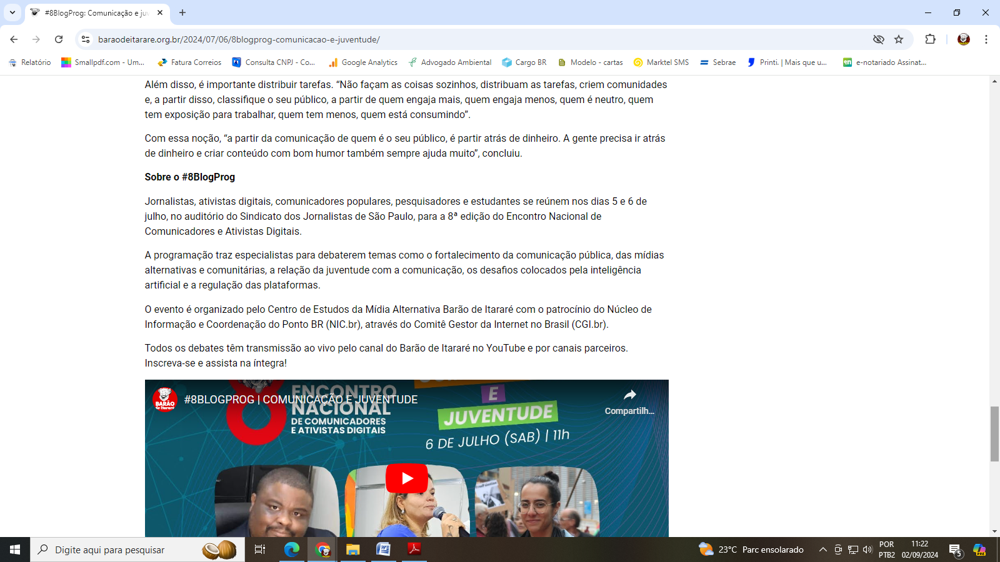 #8BlogProg: Comunicação e juv
baraodeitarare.org.br/2024/07/06/8blogprog-comunicacao-e-juventude/
Relatório
Smallpdf.com - Um...
Fatura Correios
Consulta CNPJ - Co...
Google Analytics
Advogado Ambiental
Cargo BR
Modelo - cartas
Marktel SMS
Sebrae
Printi. | Mais que u...
e-notariado Assinat...
Além disso, é importante distribuir tarefas. “Não façam as coisas sozinhos, distribuam as tarefas, criem comunidades
e, a partir disso, classifique o seu público, a partir de quem engaja mais, quem engaja menos, quem é neutro, quem
tem exposição para trabalhar, quem tem menos, quem está consumindo”.
Com essa noção, “a partir da comunicação de quem é o seu público, é partir atrás de dinheiro. A gente precisa ir atrás
de dinheiro e criar conteúdo com bom humor também sempre ajuda muito”, concluiu.
Sobre o #8BlogProg
Jornalistas, ativistas digitais, comunicadores populares, pesquisadores e estudantes se reúnem nos dias 5 e 6 de
julho, no auditório do Sindicato dos Jornalistas de São Paulo, para a 8ª edição do Encontro Nacional de
Comunicadores e Ativistas Digitais.
A programação traz especialistas para debaterem temas como o fortalecimento da comunicação pública, das mídias
alternativas e comunitárias, a relação da juventude com a comunicação, os desafios colocados pela inteligência
artificial e a regulação das plataformas.
O evento é organizado pelo Centro de Estudos da Mídia Alternativa Barão de Itararé com o patrocínio do Núcleo de
Informação e Coordenação do Ponto BR (NIC.br), através do Comitê Gestor da Internet no Brasil (CGI.br).
Todos os debates têm transmissão ao vivo pelo canal do Barão de Itararé no YouTube e por canais parceiros.
Inscreva-se e assista na íntegra!
BARÃO
de Itararé
#8BLOGPROG | COMUNICAÇÃO E JUVENTUDE
8
ENCONTRO
NACIONAL
DE COMUNICADORES
E ATIVISTAS DIGITAIS
E
JUVENTUDE
6 DE JULHO (SAB) | 11h
Compartilh...
Digite aqui para pesquisar
23°C Parc ensolarado
POR
PTB2
11:22
02/09/2024
5
PRE